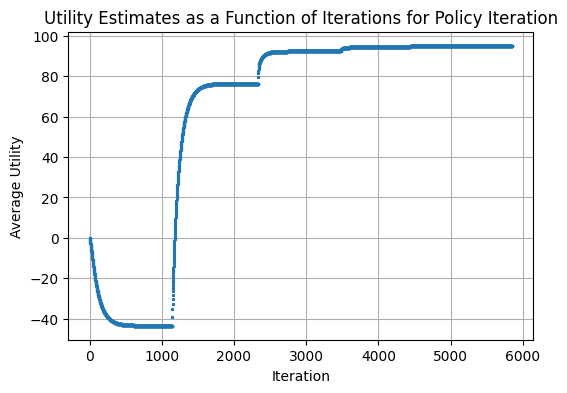 Utility Estimates as a Function of Iterations for Policy Iteration
100
80
60
40
20
0
−20
−40
Average Utility
0 1000 2000 3000 4000 5000 6000
Iteration